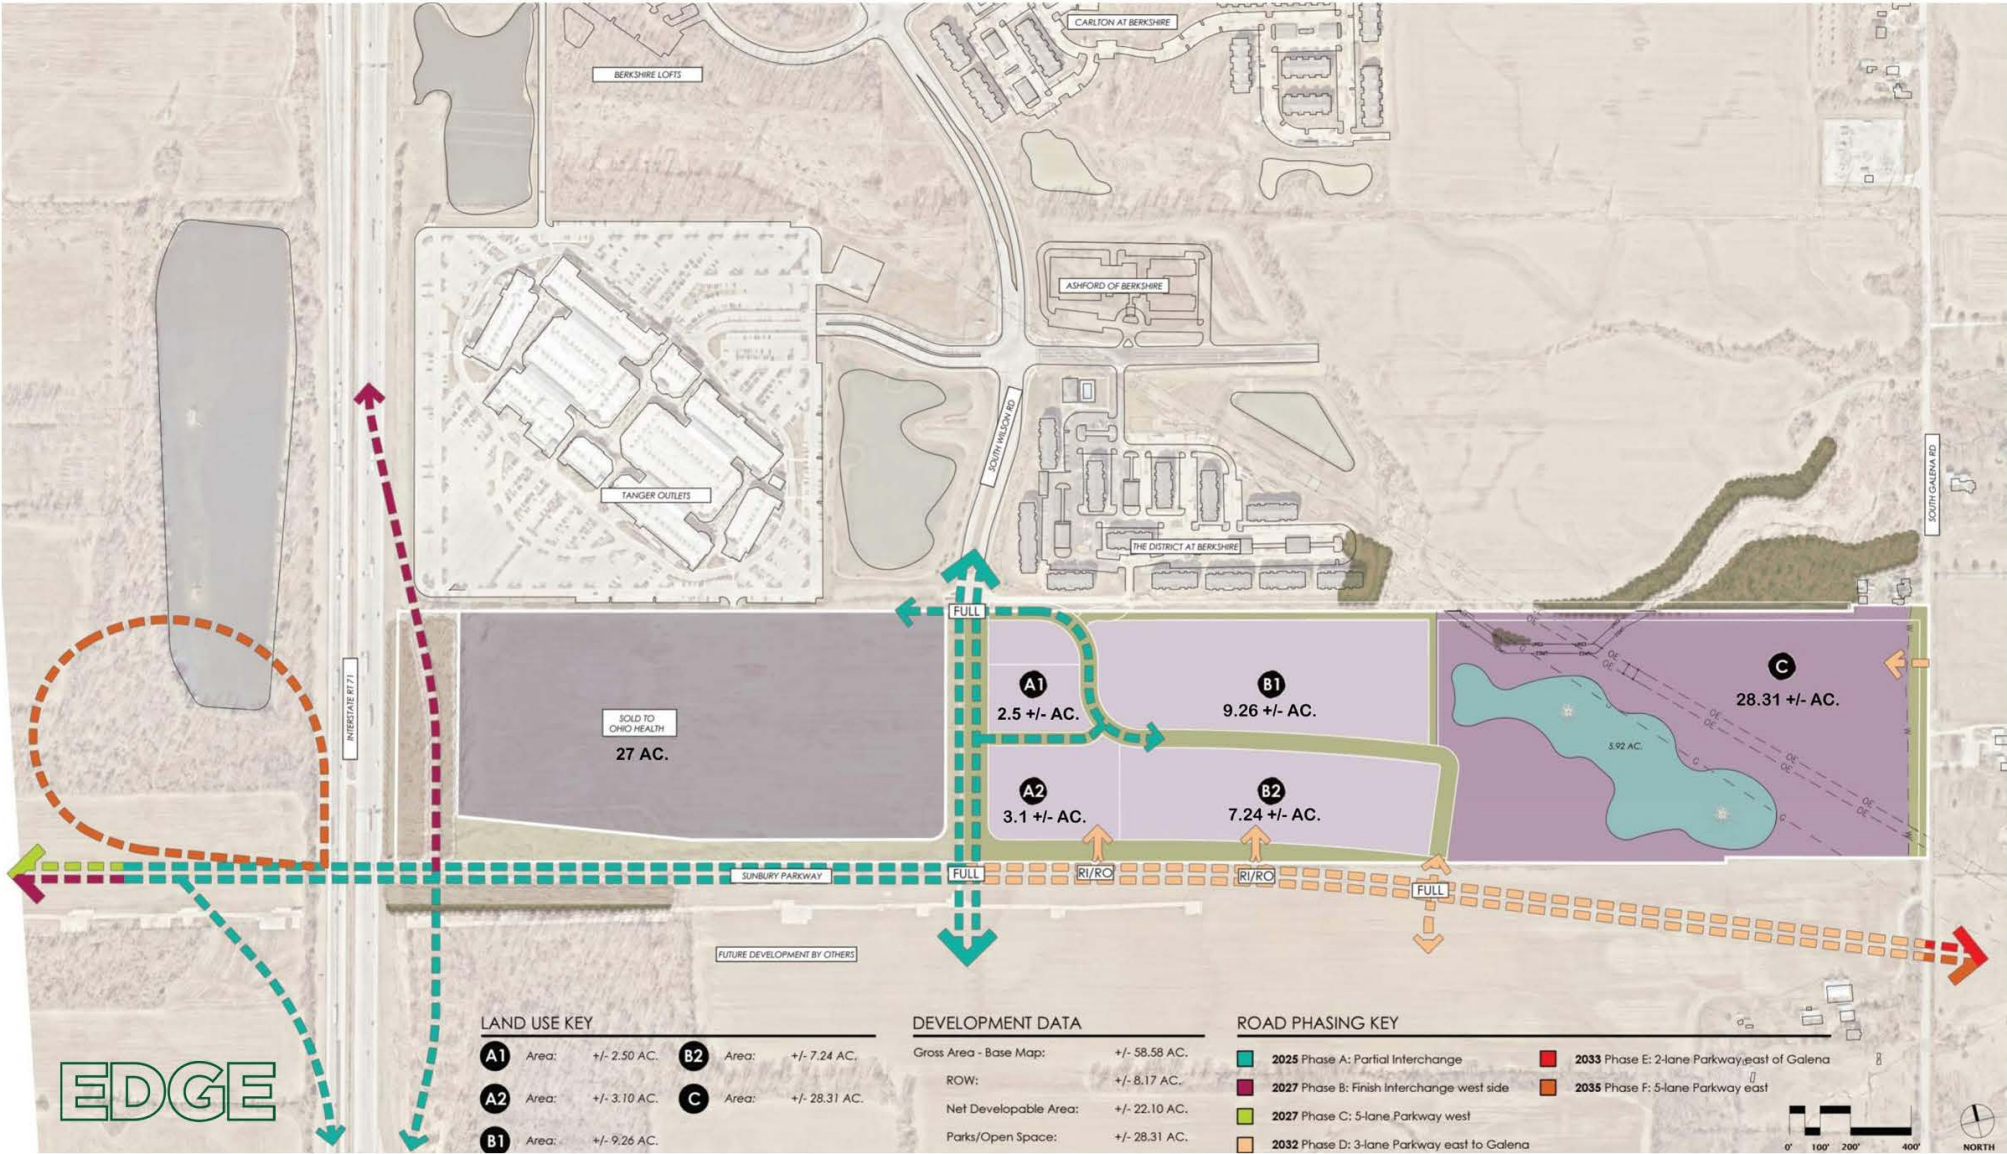 CARLTON AT BERKSHIRE
BERKSHIRE LOFTS
ASHFORD OF BERKSHIRE
SOUTH WILSON RD
SOUTH GALENA RD
TANGER OUTLETS
THE DISTRICT AT BERKSHIRE
FULL
INTERSTATE RT 71
SOLD TO
OHIO HEALTH
27 AC.
A1
2.5 +/- AC.
B1
9.26 +/- AC.
C
28.31 +/- AC.
5.92 AC.
A2
3.1 +/- AC.
B2
7.24 +/- AC.
OE
OE
OE
OE
OE
OE
OE
OE
G
G
G
W
W
W
SUNBURY PARKWAY
FULL
RI/RO
RI/RO
FULL
FUTURE DEVELOPMENT BY OTHERS
EDGE
LAND USE KEY
A1 Area: +/- 2.50 AC.
B2 Area: +/- 7.24 AC.
A2 Area: +/- 3.10 AC.
C Area: +/- 28.31 AC.
B1 Area: +/- 9.26 AC.
DEVELOPMENT DATA
Gross Area - Base Map: +/- 58.58 AC.
ROW: +/- 8.17 AC.
Net Developable Area: +/- 22.10 AC.
Parks/Open Space: +/- 28.31 AC.
ROAD PHASING KEY
2025 Phase A: Partial Interchange
2027 Phase B: Finish Interchange west side
2027 Phase C: 5-lane Parkway west
2032 Phase D: 3-lane Parkway east to Galena
2033 Phase E: 2-lane Parkway east of Galena
2035 Phase F: 5-lane Parkway east
0' 100' 200' 400'
NORTH